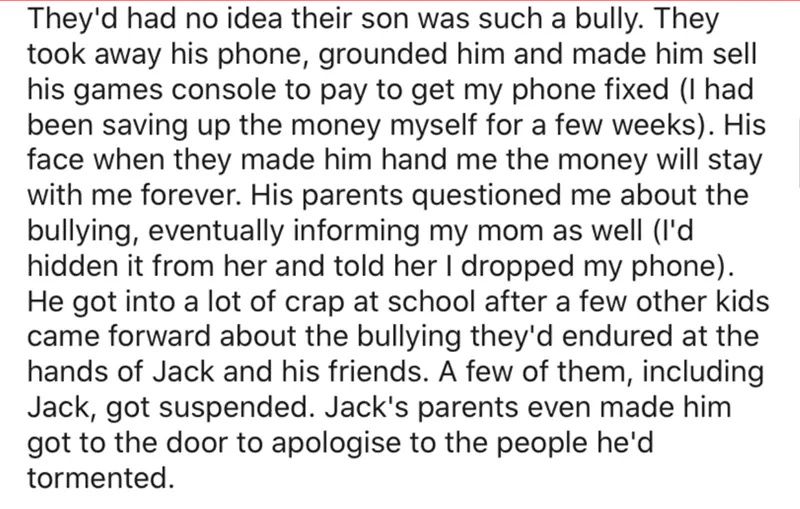 They'd had no idea their son was such a bully. They
took away his phone, grounded him and made him sell
his games console to pay to get my phone fixed (I had
been saving up the money myself for a few weeks). His
face when they made him hand me the money will stay
with me forever. His parents questioned me about the
bullying, eventually informing my mom as well (I'd
hidden it from her and told her I dropped my phone).
He got into a lot of crap at school after a few other kids
came forward about the bullying they'd endured at the
hands of Jack and his friends. A few of them, including
Jack, got suspended. Jack's parents even made him
got to the door to apologise to the people he'd
tormented.